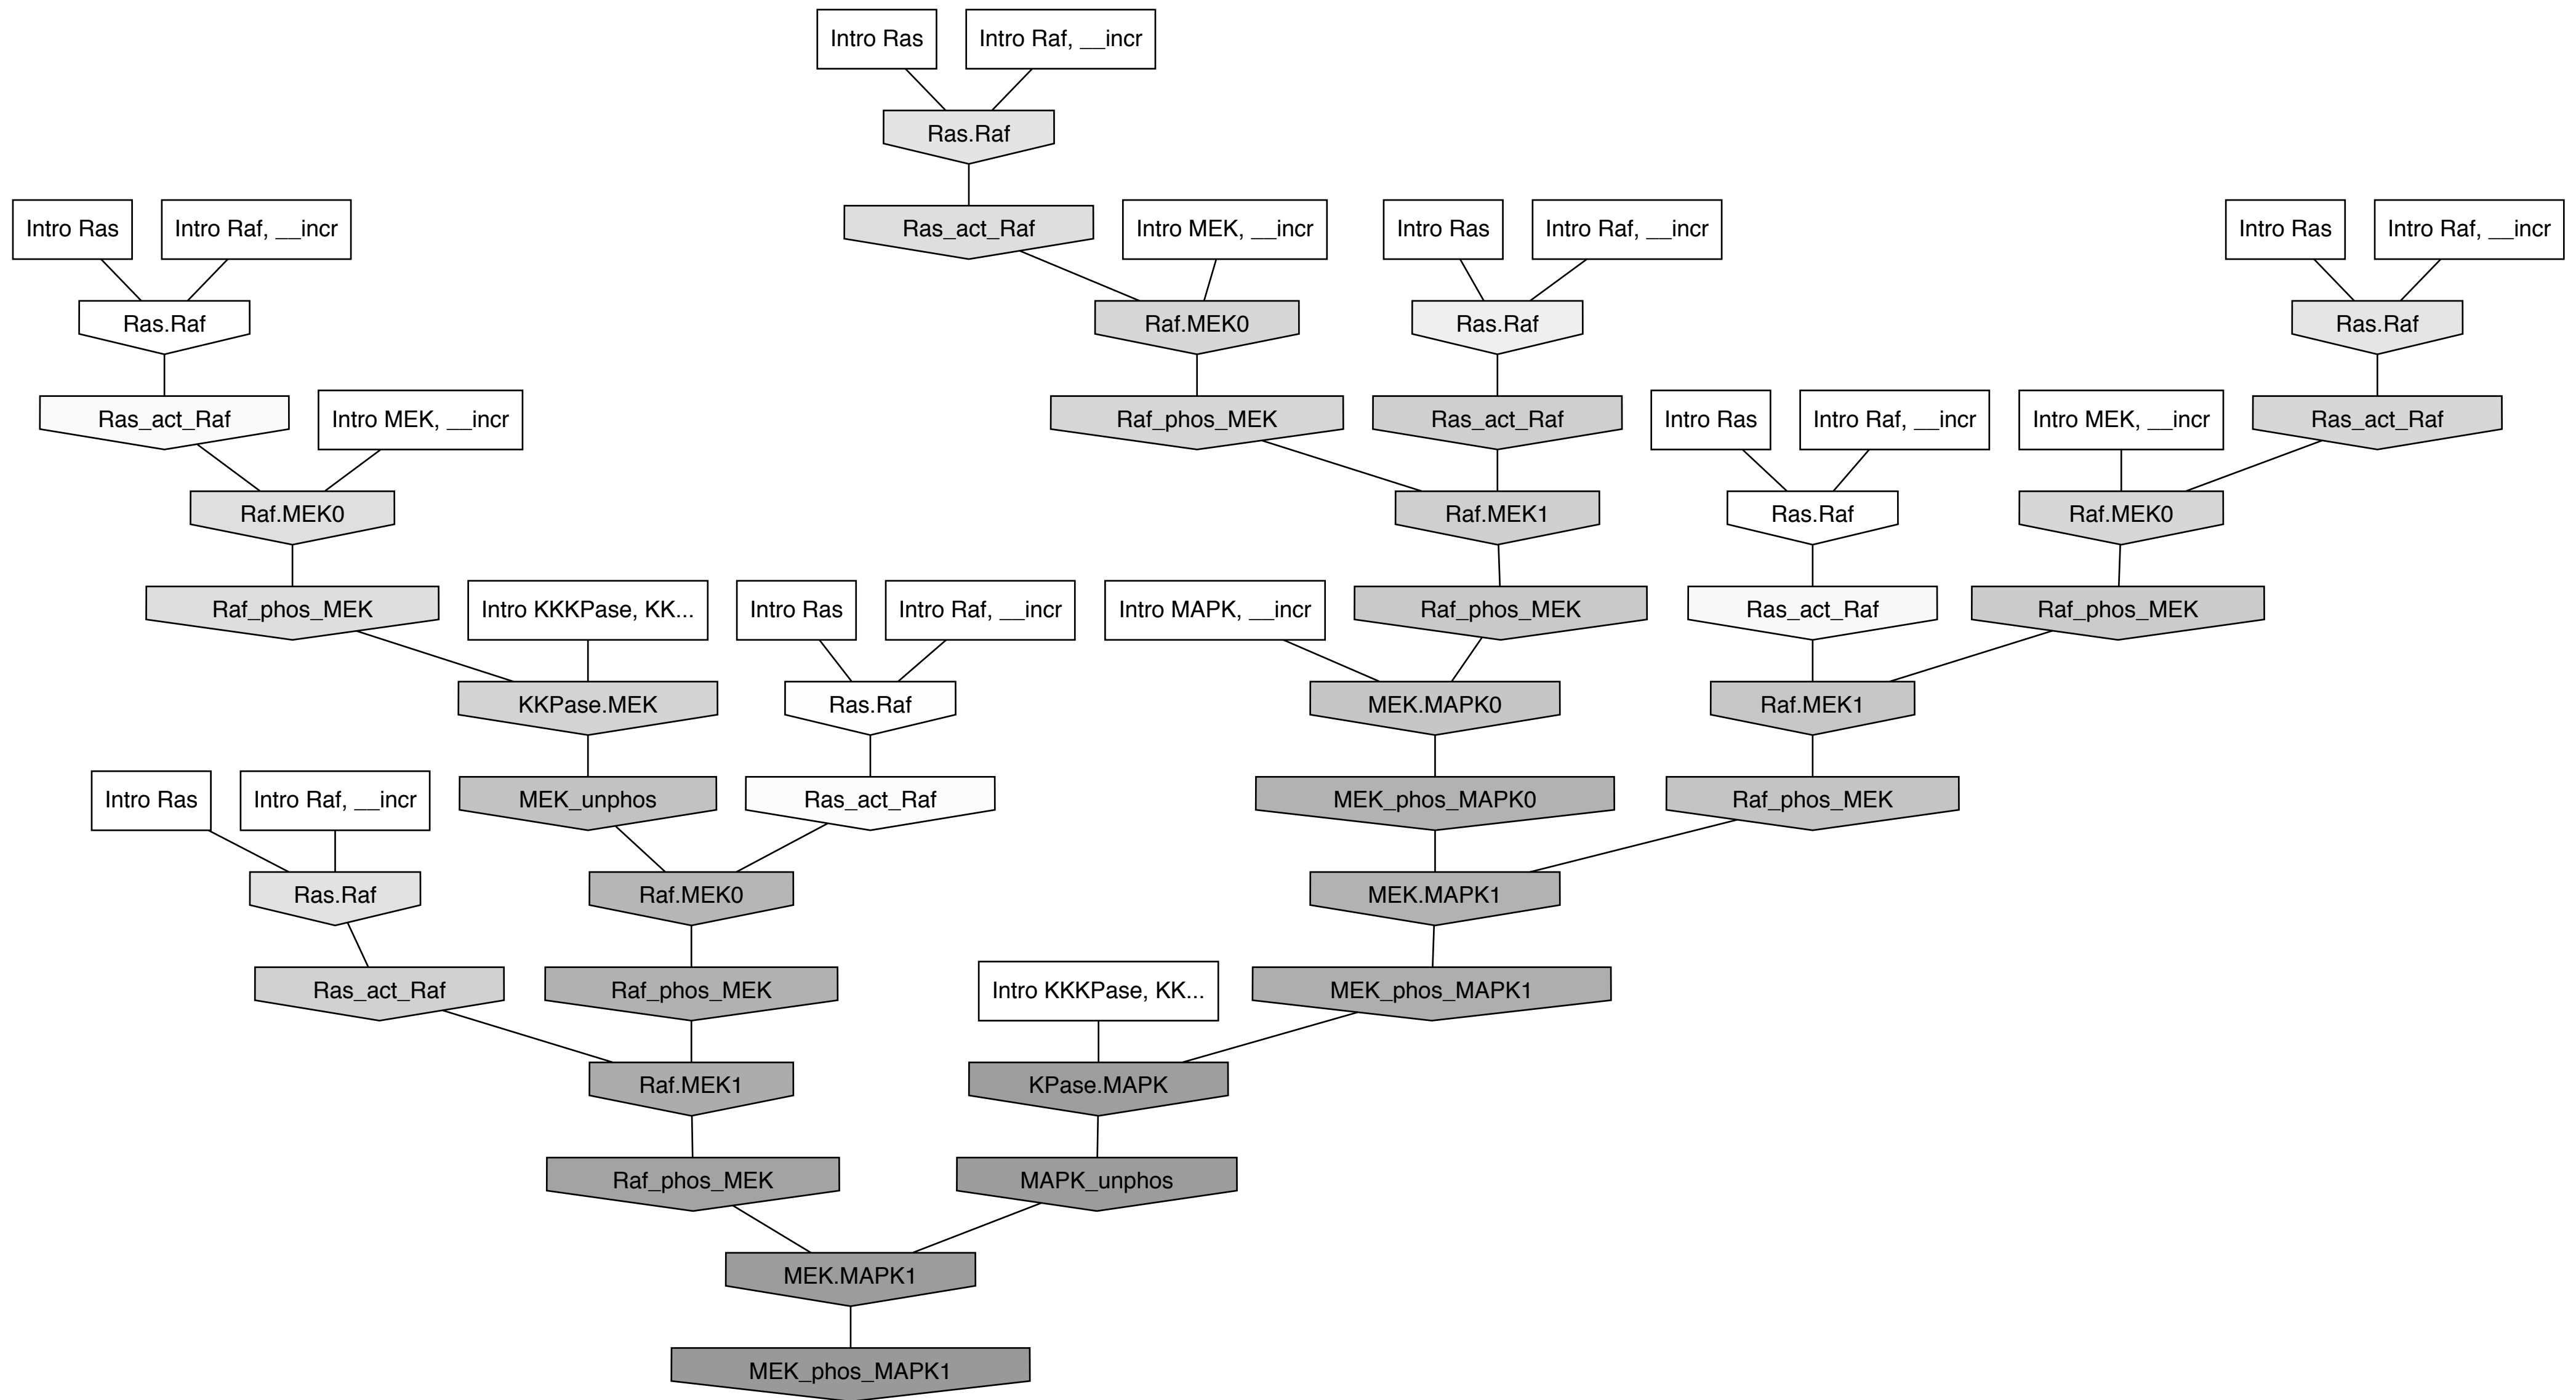 Intro Ras
Intro Raf, __incr
Ras.Raf
Intro Ras
Intro Raf, __incr
Ras_act_Raf
Intro MEK, __incr
Intro Ras
Intro Raf, __incr
Intro Ras
Intro Raf, __incr
Ras.Raf
Raf.MEK0
Ras.Raf
Ras.Raf
Ras_act_Raf
Intro MEK, __incr
Raf_phos_MEK
Ras_act_Raf
Intro Ras
Intro Raf, __incr
Intro MEK, __incr
Ras_act_Raf
Raf.MEK0
Raf.MEK1
Ras.Raf
Raf.MEK0
Raf_phos_MEK
Intro KKKPase, KK...
Intro Ras
Intro Raf, __incr
Intro MAPK, __incr
Raf_phos_MEK
Ras_act_Raf
Raf_phos_MEK
KKPase.MEK
Ras.Raf
MEK.MAPK0
Raf.MEK1
Intro Ras
Intro Raf, __incr
MEK_unphos
Ras_act_Raf
MEK_phos_MAPK0
Raf_phos_MEK
Ras.Raf
Raf.MEK0
MEK.MAPK1
Ras_act_Raf
Raf_phos_MEK
Intro KKKPase, KK...
MEK_phos_MAPK1
Raf.MEK1
KPase.MAPK
Raf_phos_MEK
MAPK_unphos
MEK.MAPK1
MEK_phos_MAPK1